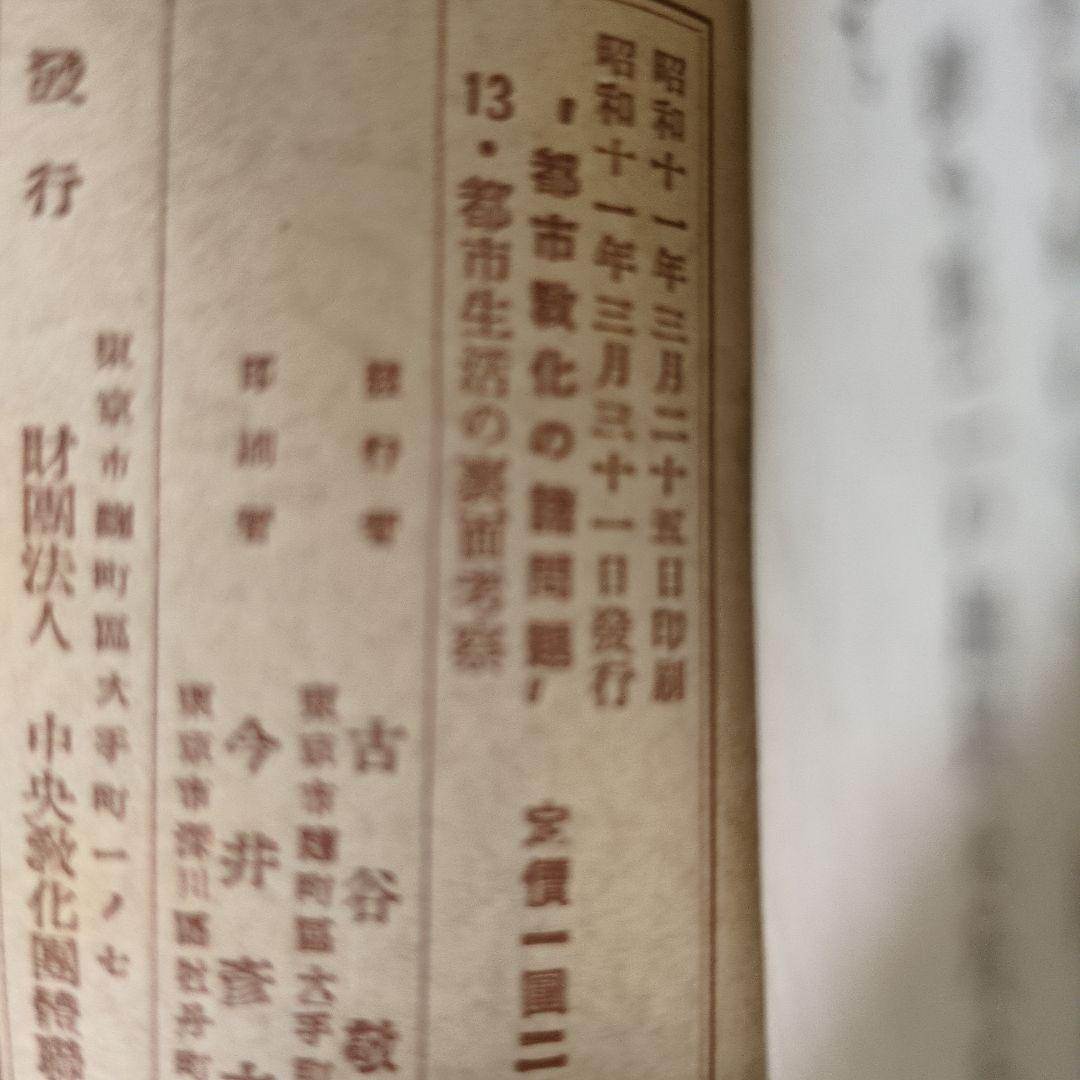 昭和十一年三月二十五日印刷
昭和十一年三月三十一日發行
『都市教化の諸問題』 定價一圓二
13・都市生活の裏面考察
發行者 古谷敬
東京市麹町區大手町
印刷者 今井彦
東京市深川區牡丹町
東京市麹町區大手町一ノ七
發行 財團法人 中央教化團體聯